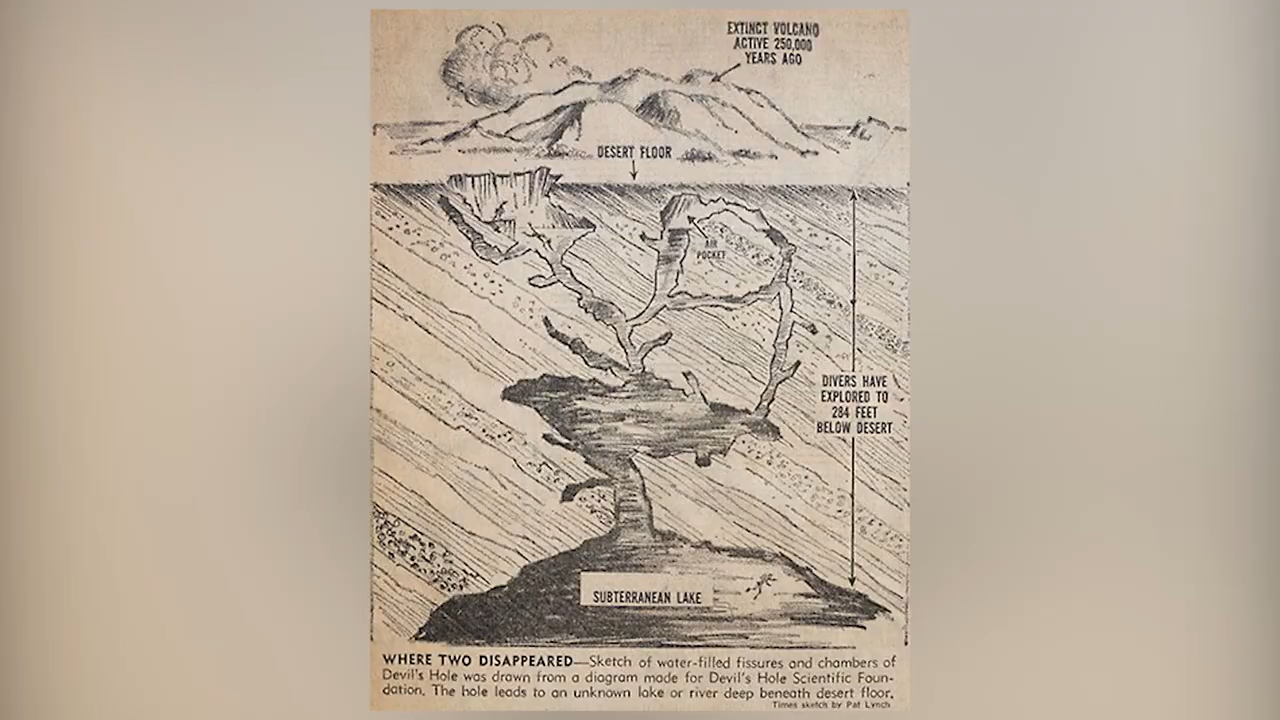 EXTINCT VOLCANO
ACTIVE 250,000
YEARS AGO
DESERT FLOOR
AIR
POCKET
DIVERS HAVE
EXPLORED TO
284 FEET
BELOW DESERT
SUBTERRANEAN LAKE
WHERE TWO DISAPPEARED—Sketch of water-filled fissures and chambers of
Devil's Hole was drawn from a diagram made for Devil's Hole Scientific Foun-
dation. The hole leads to an unknown lake or river deep beneath desert floor.
Times sketch by Pat Lynch